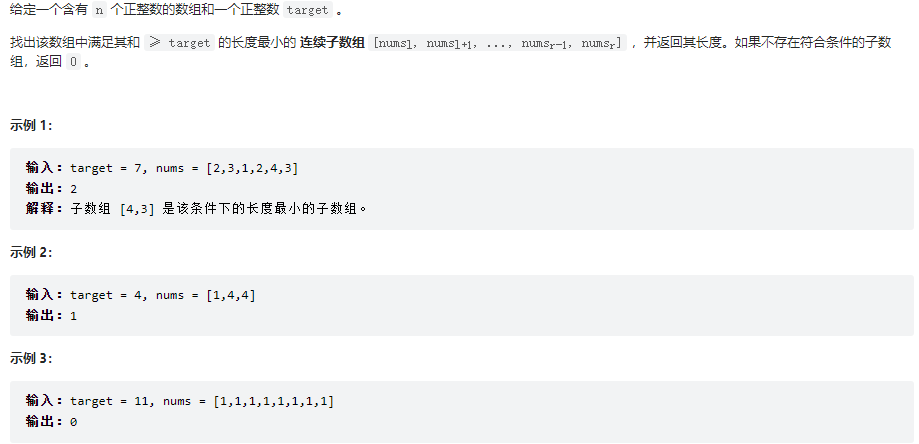 给定一个含有 n 个正整数的数组和一个正整数 target 。
找出该数组中满足其和 ≥ target 的长度最小的 连续子数组 [numsl, numsl+1, ..., numsr-1, numsr] ，并返回其长度。如果不存在符合条件的子数
组，返回 0 。
示例 1：
输入：target = 7, nums = [2,3,1,2,4,3]
输出：2
解释：子数组 [4,3] 是该条件下的长度最小的子数组。
示例 2：
输入：target = 4, nums = [1,4,4]
输出：1
示例 3：
输入：target = 11, nums = [1,1,1,1,1,1,1,1]
输出：0